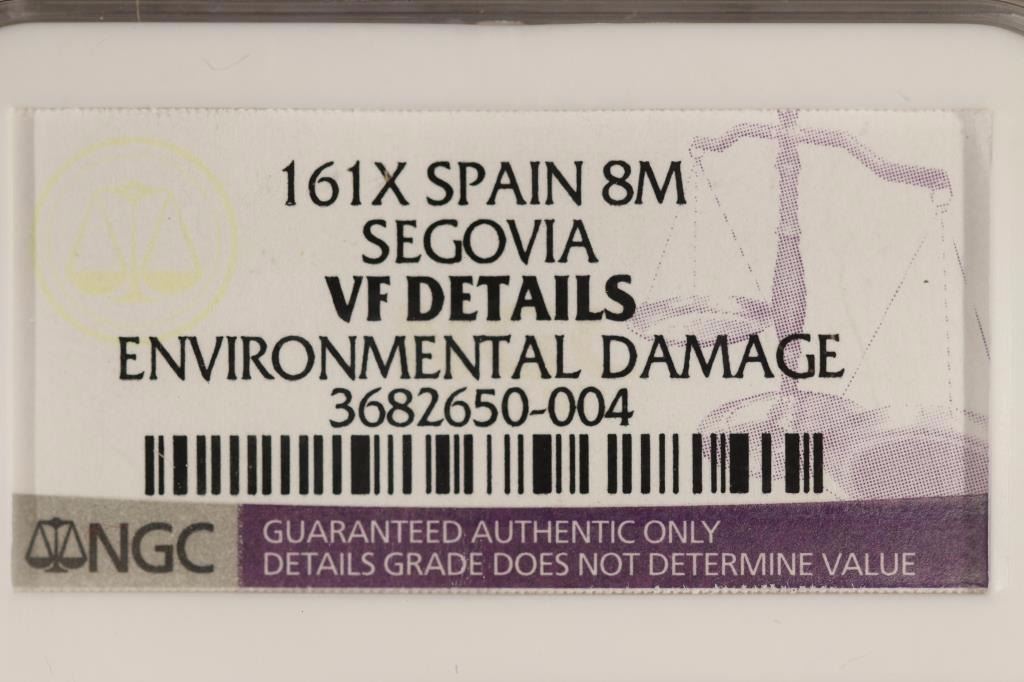 161X SPAIN 8M
SEGOVIA
VF DETAILS
ENVIRONMENTAL DAMAGE
3682650-004
NGC
GUARANTEED AUTHENTIC ONLY
DETAILS GRADE DOES NOT DETERMINE VALUE